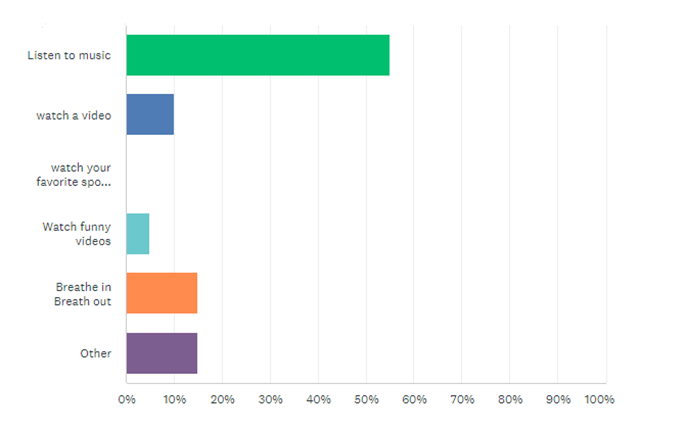 Listen to music
watch a video
watch your
favorite spo...
Watch funny
videos
Breathe in
Breath out
Other
0% 10% 20% 30% 40% 50% 60% 70% 80% 90% 100%